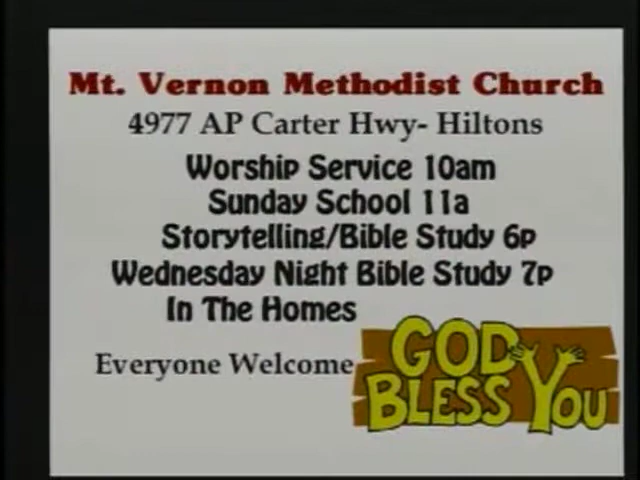 Mt. Vernon Methodist Church
4977 AP Carter Hwy- Hiltons
Worship Service 10am
Sunday School 11a
Storytelling/Bible Study 6p
Wednesday Night Bible Study 7p
In The Homes
Everyone Welcome
GOD
BLESS YOU